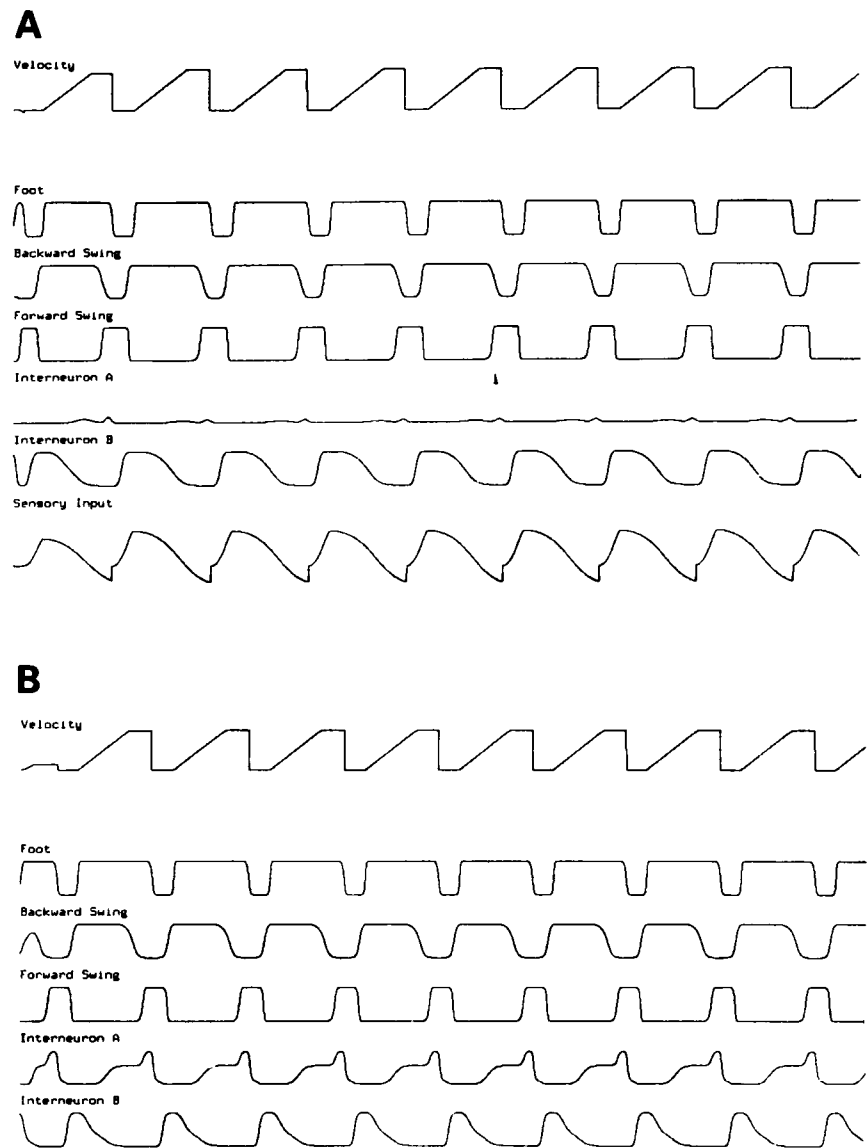 A
Velocity
Foot
Backward Swing
Forward Swing
Interneuron A
Interneuron B
Sensory Input
B
Velocity
Foot
Backward Swing
Forward Swing
Interneuron A
Interneuron B